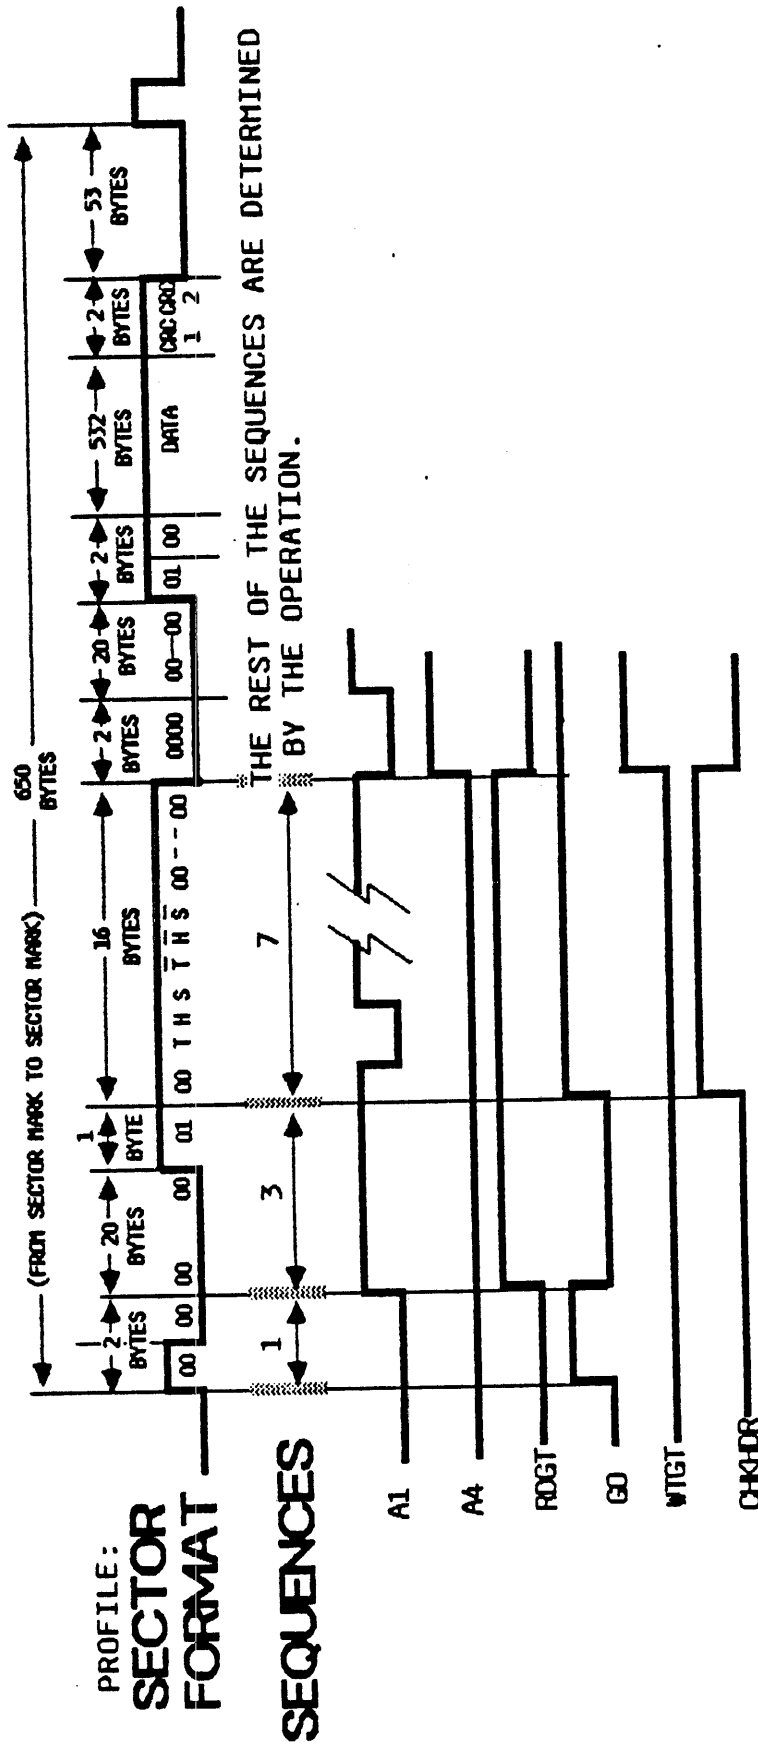 PROFILE:
SECTOR
FORMAT
(FROM SECTOR MARK TO SECTOR MARK)
650
BYTES
2
BYTES
20
BYTES
1
BYTE
16
BYTES
2
BYTES
20
BYTES
2
BYTES
532
BYTES
2
BYTES
53
BYTES
00 00 00 00 01 00 T H S T̅ H̅ S̅ 00 -- 00 0000 00--00 01 00 DATA CRC CRC
1 2
SEQUENCES
1 3 7
THE REST OF THE SEQUENCES ARE DETERMINED
BY THE OPERATION.
A1
A4
RDGT
GO
WTGT
CHKHDR